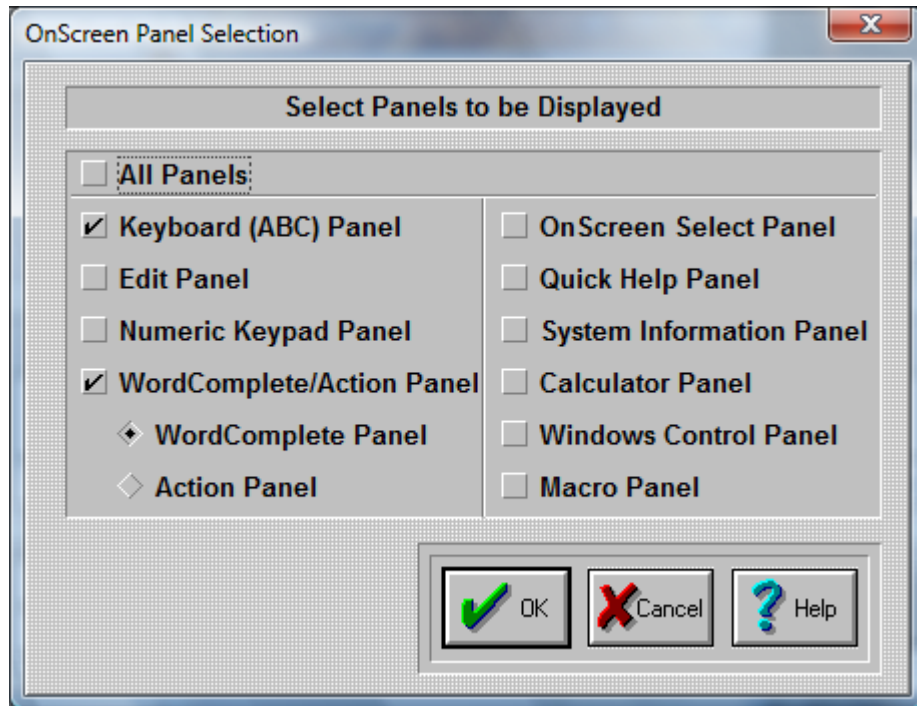 OnScreen Panel Selection
Select Panels to be Displayed
All Panels
Keyboard (ABC) Panel
Edit Panel
Numeric Keypad Panel
WordComplete/Action Panel
WordComplete Panel
Action Panel
OnScreen Select Panel
Quick Help Panel
System Information Panel
Calculator Panel
Windows Control Panel
Macro Panel
OK
Cancel
Help